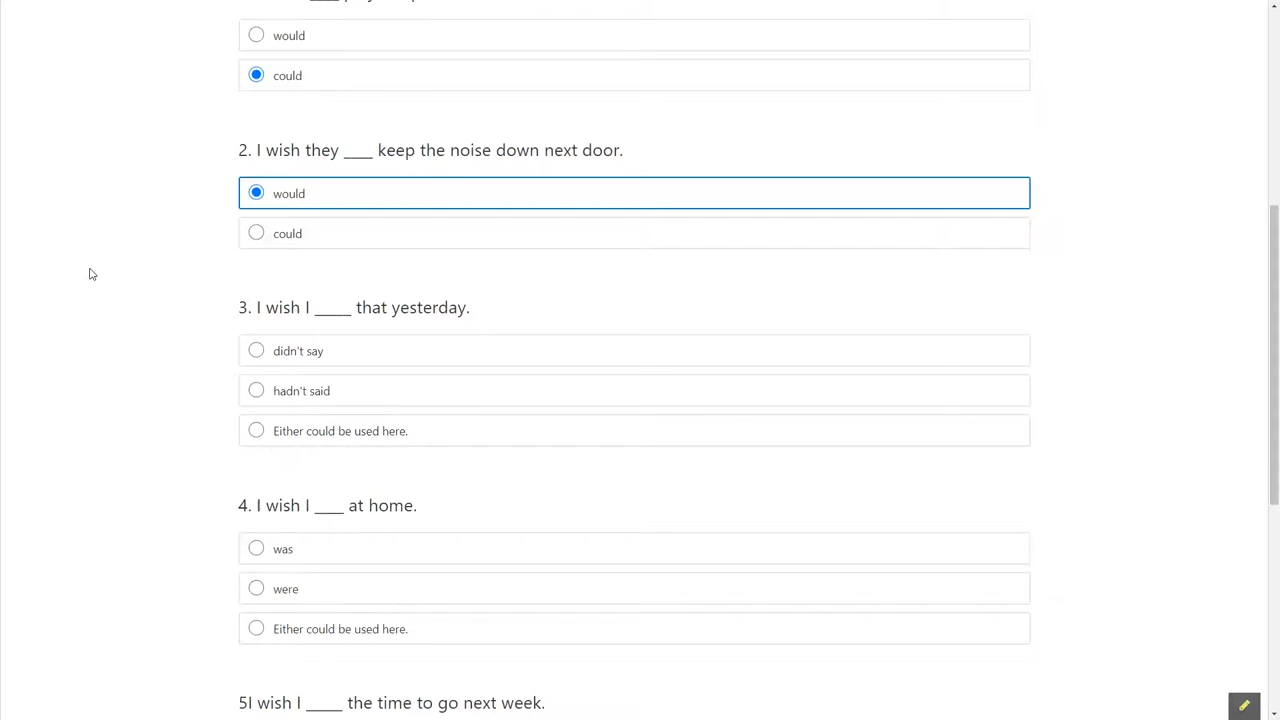 would
could
2. I wish they ____ keep the noise down next door.
would
could
3. I wish I _____ that yesterday.
didn't say
hadn't said
Either could be used here.
4. I wish I ____ at home.
was
were
Either could be used here.
5I wish I _____ the time to go next week.